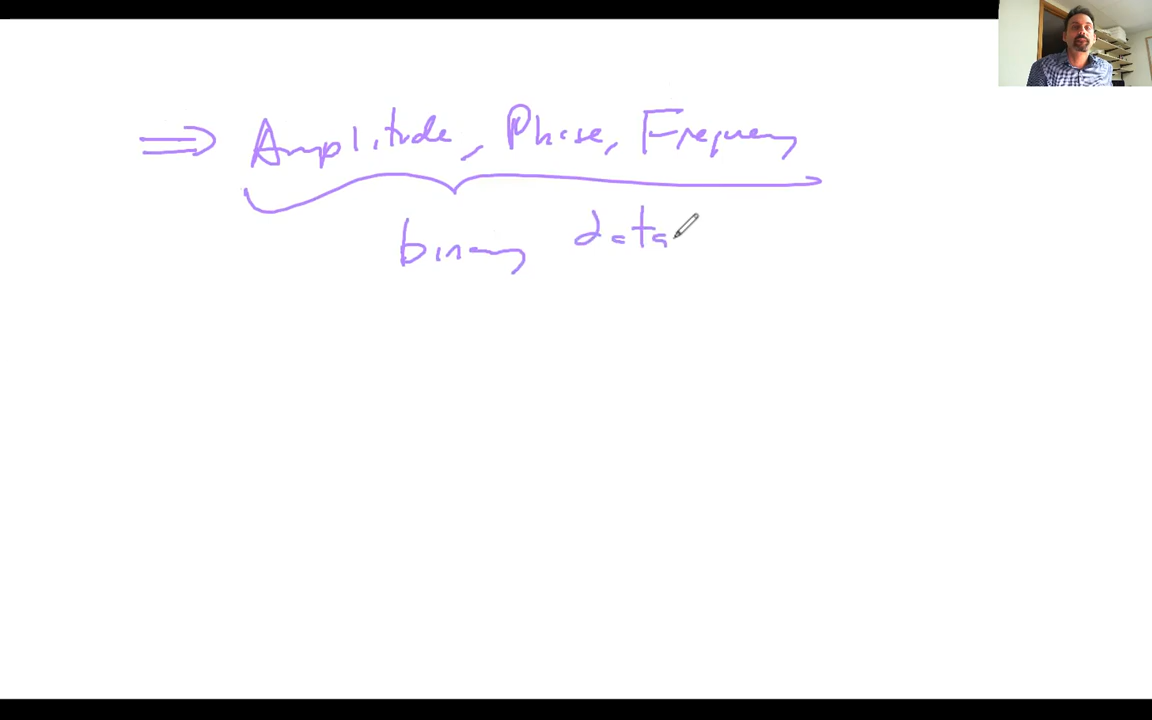 ⇒ Amplitude, Phase, Frequency
binary data